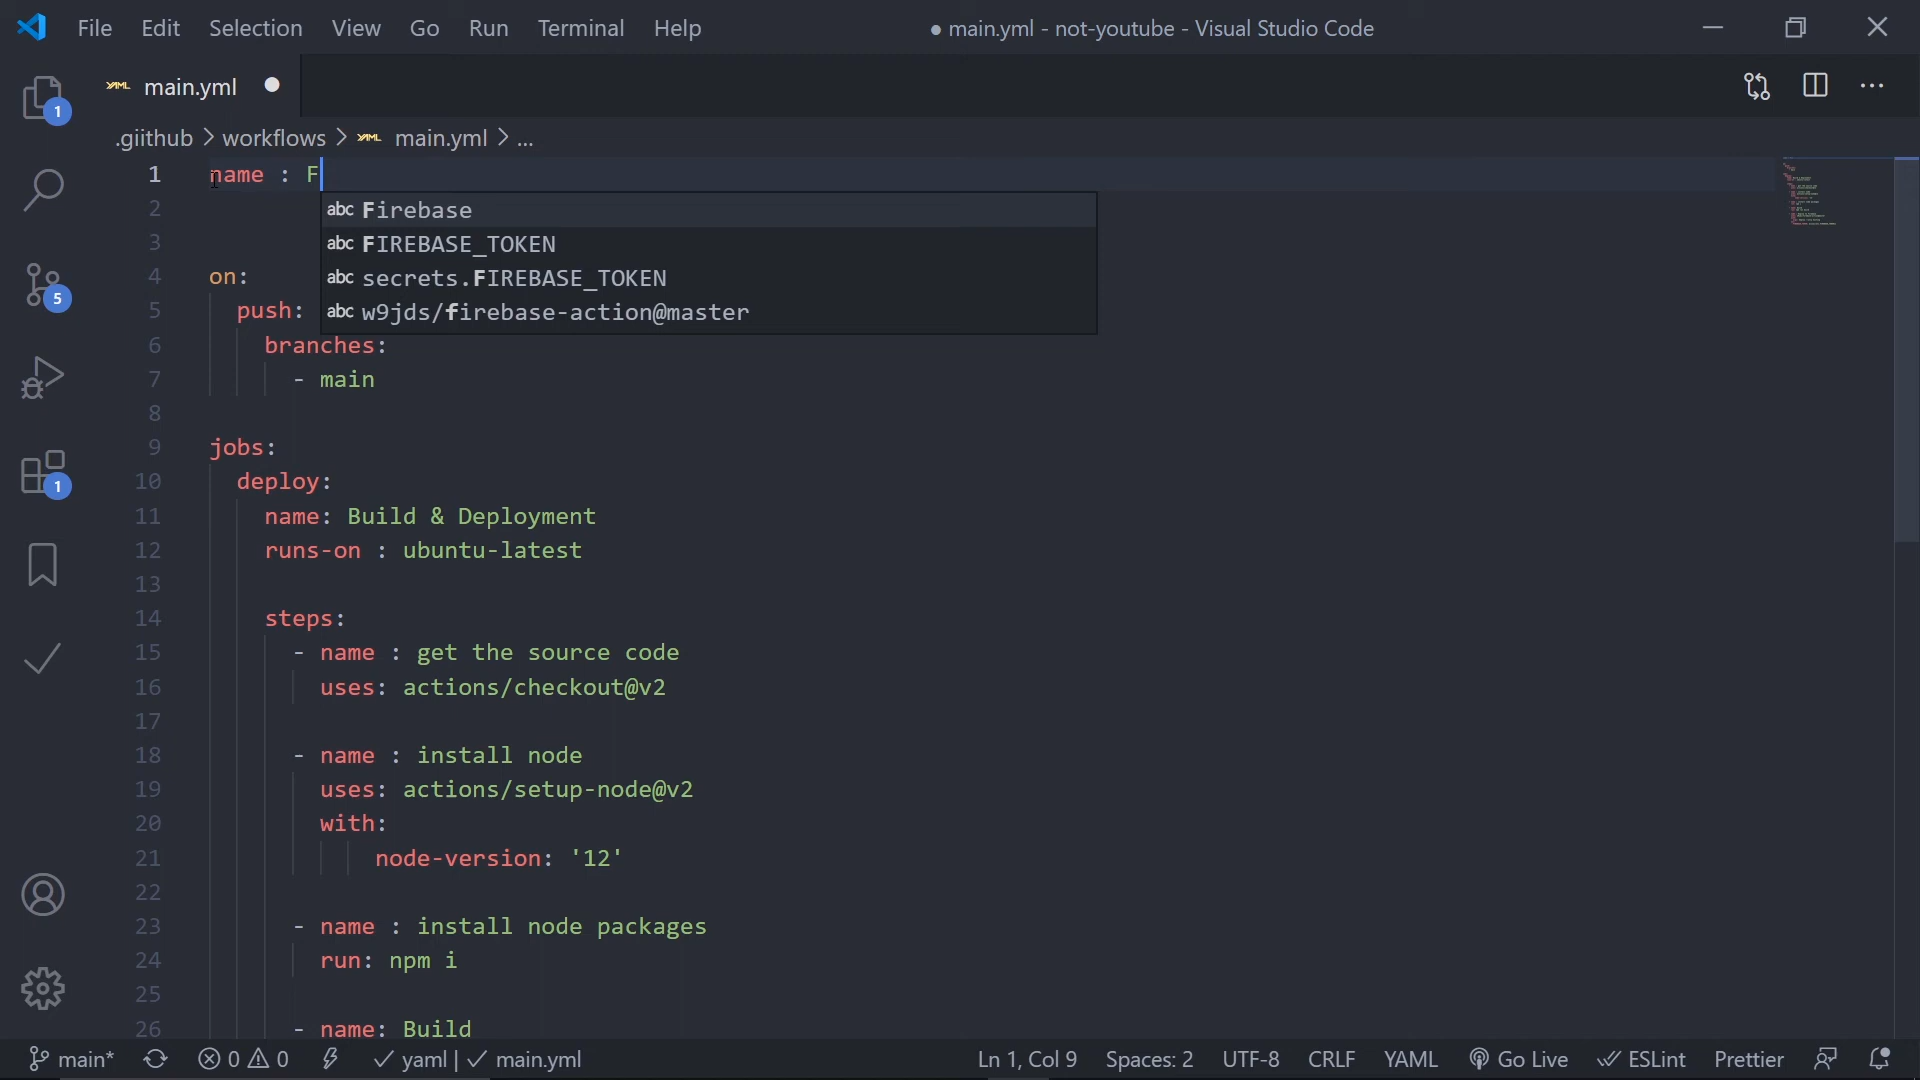 File Edit Selection View Go Run Terminal Help ● main.yml - not-youtube - Visual Studio Code
YAML main.yml
1
.giithub > workflows > YAML main.yml > ...
1 name : F
abc Firebase
2
abc FIREBASE_TOKEN
3
abc secrets.FIREBASE_TOKEN
4 on:
abc w9jds/firebase-action@master
5 push:
6 branches:
7 - main
8
9 jobs:
10 deploy:
11 name: Build & Deployment
12 runs-on : ubuntu-latest
13
14 steps:
15 - name : get the source code
16 uses: actions/checkout@v2
17
18 - name : install node
19 uses: actions/setup-node@v2
20 with:
21 node-version: '12'
22
23 - name : install node packages
24 run: npm i
25
26 - name: Build
5
1
main* 0 0 yaml | main.yml Ln 1, Col 9 Spaces: 2 UTF-8 CRLF YAML Go Live ESLint Prettier